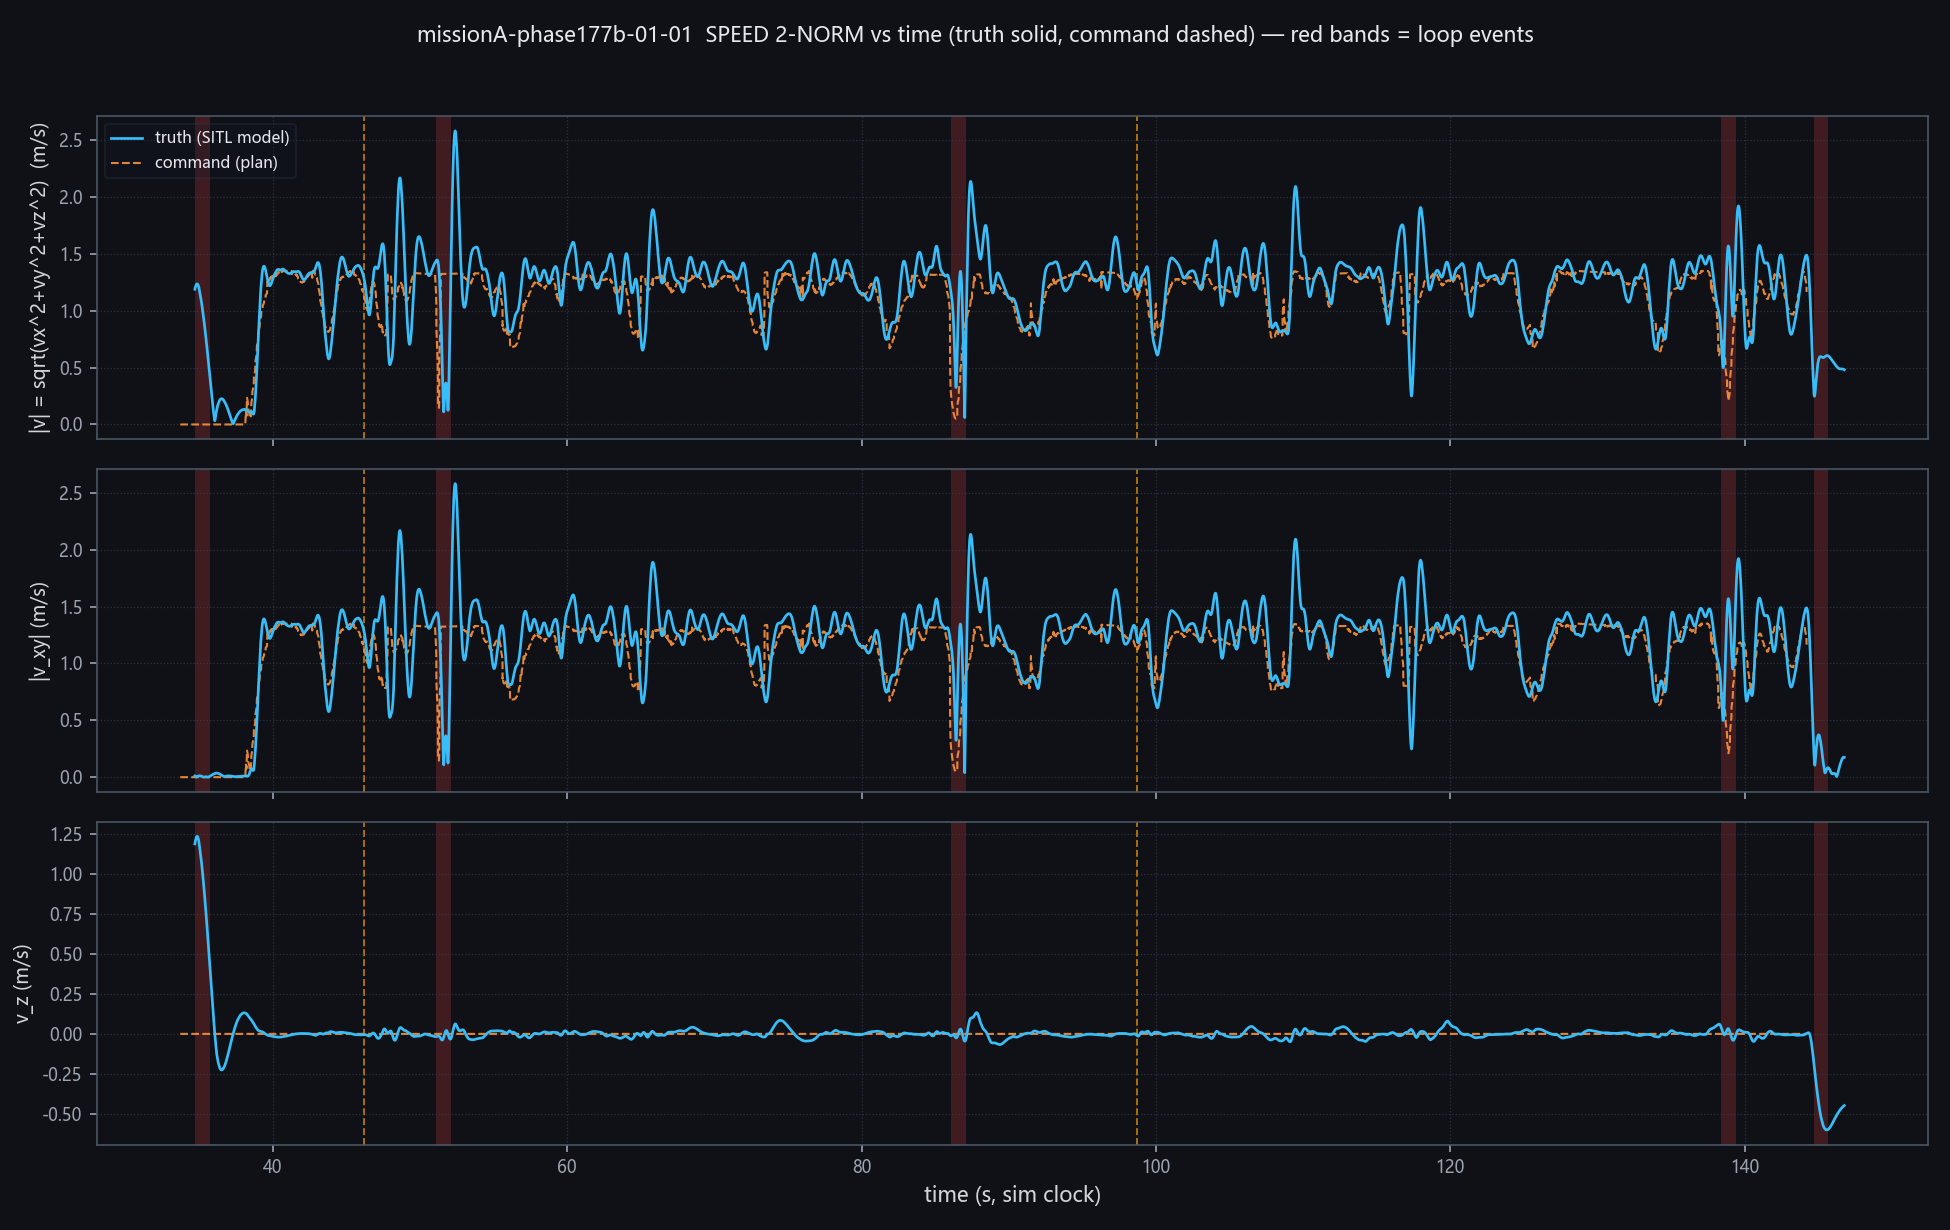 missionA-phase177b-01-01 SPEED 2-NORM vs time (truth solid, command dashed) — red bands = loop events
|v| = sqrt(vx^2+vy^2+vz^2) (m/s)
2.5
2.0
1.5
1.0
0.5
0.0
truth (SITL model)
command (plan)
|v_xy| (m/s)
2.5
2.0
1.5
1.0
0.5
0.0
v_z (m/s)
1.25
1.00
0.75
0.50
0.25
0.00
-0.25
-0.50
40 60 80 100 120 140
time (s, sim clock)